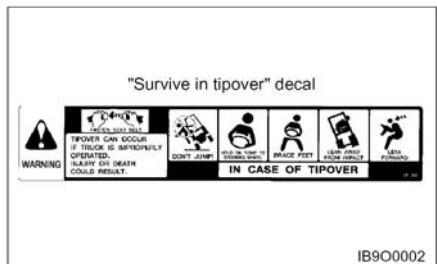 "Survive in tipover" decal
WARNING
FASTEN SEAT BELT
TIPOVER CAN OCCUR
IF TRUCK IS IMPROPERLY
OPERATED.
INJURY OR DEATH
COULD RESULT.
DON'T JUMP!
HOLD ON TIGHT TO
STEERING WHEEL
BRACE FEET
LEAN AWAY
FROM IMPACT
LEAN
FORWARD
IN CASE OF TIPOVER
IB9O0002